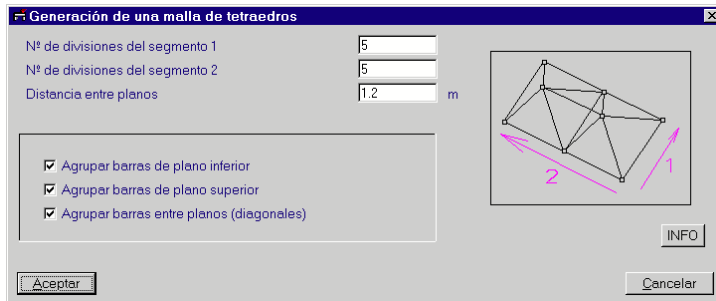 Generación de una malla de tetraedros
Nº de divisiones del segmento 1 5
Nº de divisiones del segmento 2 5
Distancia entre planos 1.2 m
Agrupar barras de plano inferior
Agrupar barras de plano superior
Agrupar barras entre planos (diagonales)
2 1
INFO
Aceptar Cancelar